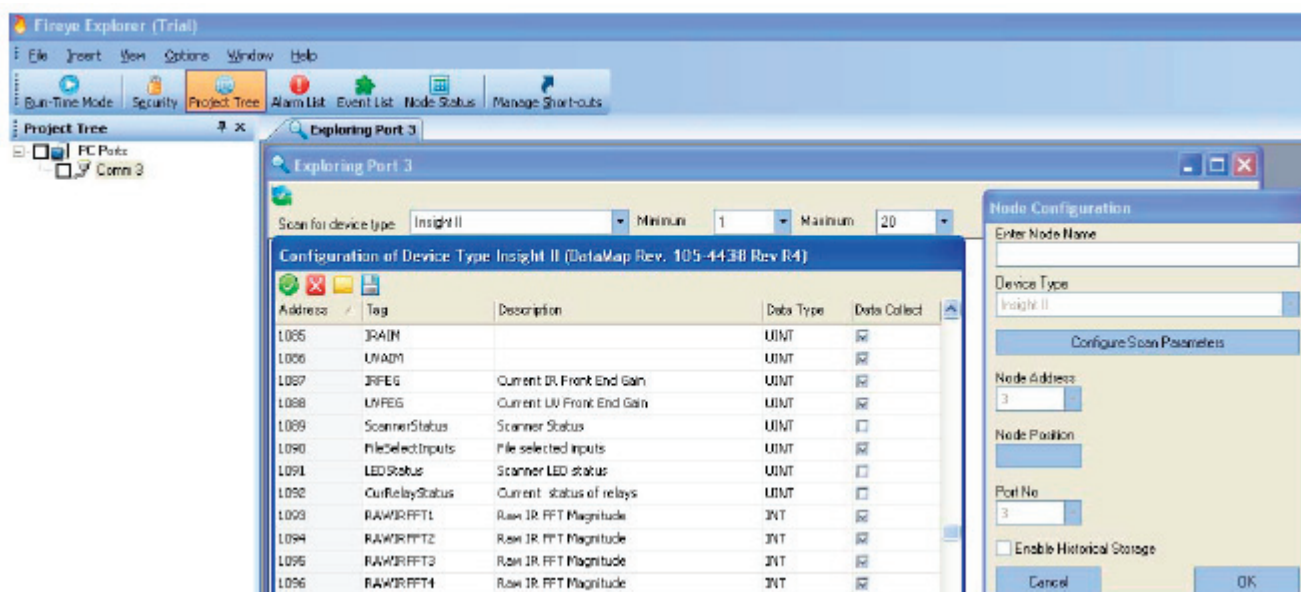 Fireye Explorer (Trial)
File Insert View Options Window Help
Run-Time Mode Security Project Tree Alarm List Event List Node Status Manage Short-cuts
Project Tree
Exploring Port 3
PC Ports
Comm 3
Exploring Port 3
Scan for device type Insight II Minimum 1 Maximum 20
Configuration of Device Type Insight II (DataMap Rev. 105-4438 Rev R4)
Address Tag Description Data Type Data Collect
1085 IRAIM UINT
1086 UVAIM UINT
1087 IRFEG Current IR Front End Gain UINT
1088 UVFEG Current UV Front End Gain UINT
1089 ScannerStatus Scanner Status UINT
1090 FileSelectInputs File selected inputs UINT
1091 LEDStatus Scanner LED status UINT
1092 CurRelayStatus Current status of relays UINT
1093 RAWIRFFT1 Raw IR FFT Magnitude INT
1094 RAWIRFFT2 Raw IR FFT Magnitude INT
1095 RAWIRFFT3 Raw IR FFT Magnitude INT
1096 RAWIRFFT4 Raw IR FFT Magnitude INT
Node Configuration
Enter Node Name
Device Type
Insight II
Configure Scan Parameters
Node Address
3
Node Position
Port No
3
Enable Historical Storage
Cancel OK